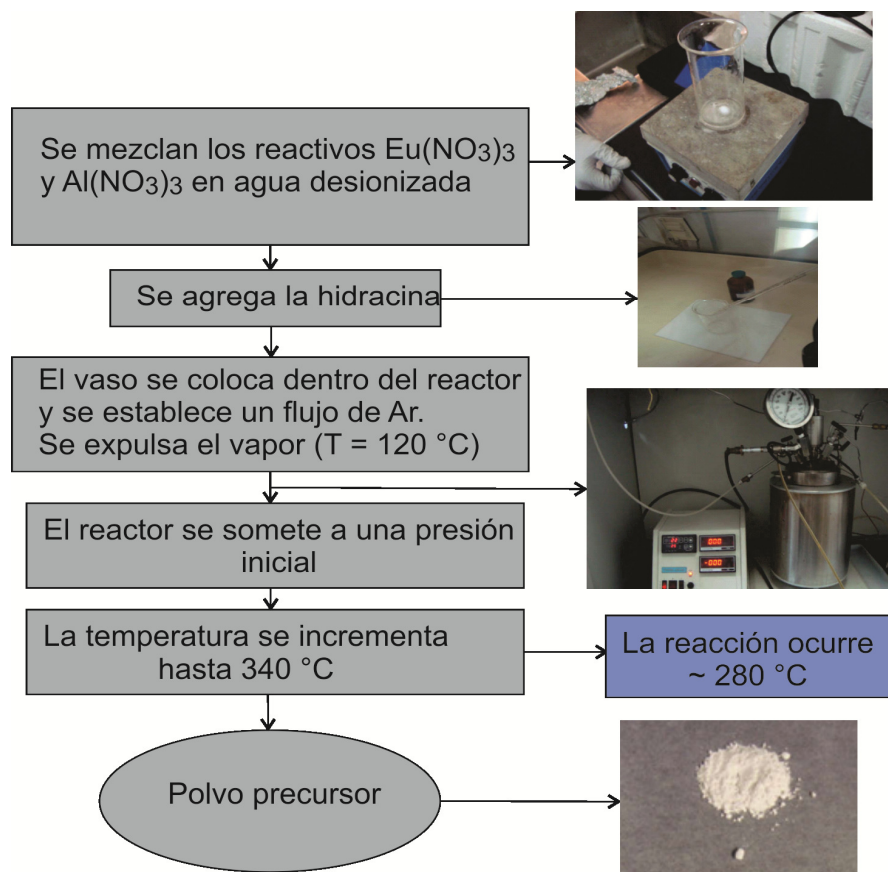 Se mezclan los reactivos Eu(NO3)3
y Al(NO3)3 en agua desionizada
Se agrega la hidracina
El vaso se coloca dentro del reactor
y se establece un flujo de Ar.
Se expulsa el vapor (T = 120 °C)
El reactor se somete a una presión
inicial
La temperatura se incrementa
hasta 340 °C
La reacción ocurre
~ 280 °C
Polvo precursor